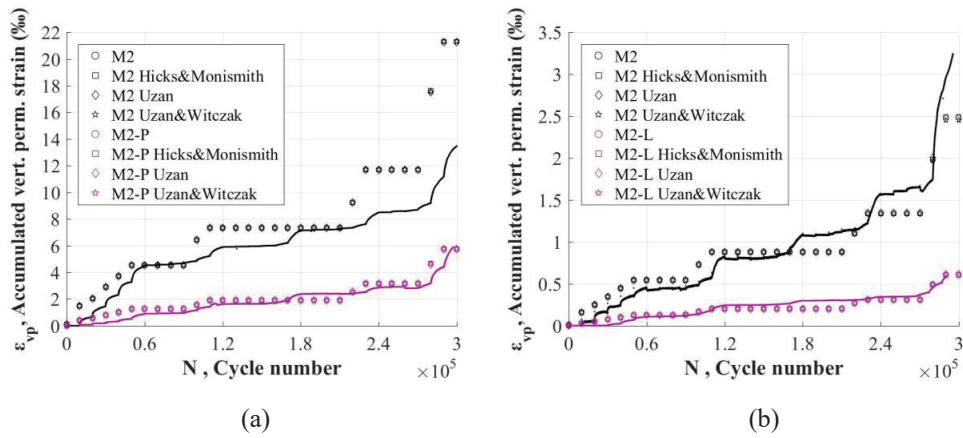 (a)
ε_vp, Accumulated vert. perm. strain (‰)
22
20
18
16
14
12
10
8
6
4
2
0
M2
M2 Hicks&Monismith
M2 Uzan
M2 Uzan&Witczak
M2-P
M2-P Hicks&Monismith
M2-P Uzan
M2-P Uzan&Witczak
0 0.6 1.2 1.8 2.4 3
N , Cycle number
×10⁵
(a)
(b)
ε_vp, Accumulated vert. perm. strain (‰)
3.5
3
2.5
2
1.5
1
0.5
0
M2
M2 Hicks&Monismith
M2 Uzan
M2 Uzan&Witczak
M2-L
M2-L Hicks&Monismith
M2-L Uzan
M2-L Uzan&Witczak
0 0.6 1.2 1.8 2.4 3
N , Cycle number
×10⁵
(b)